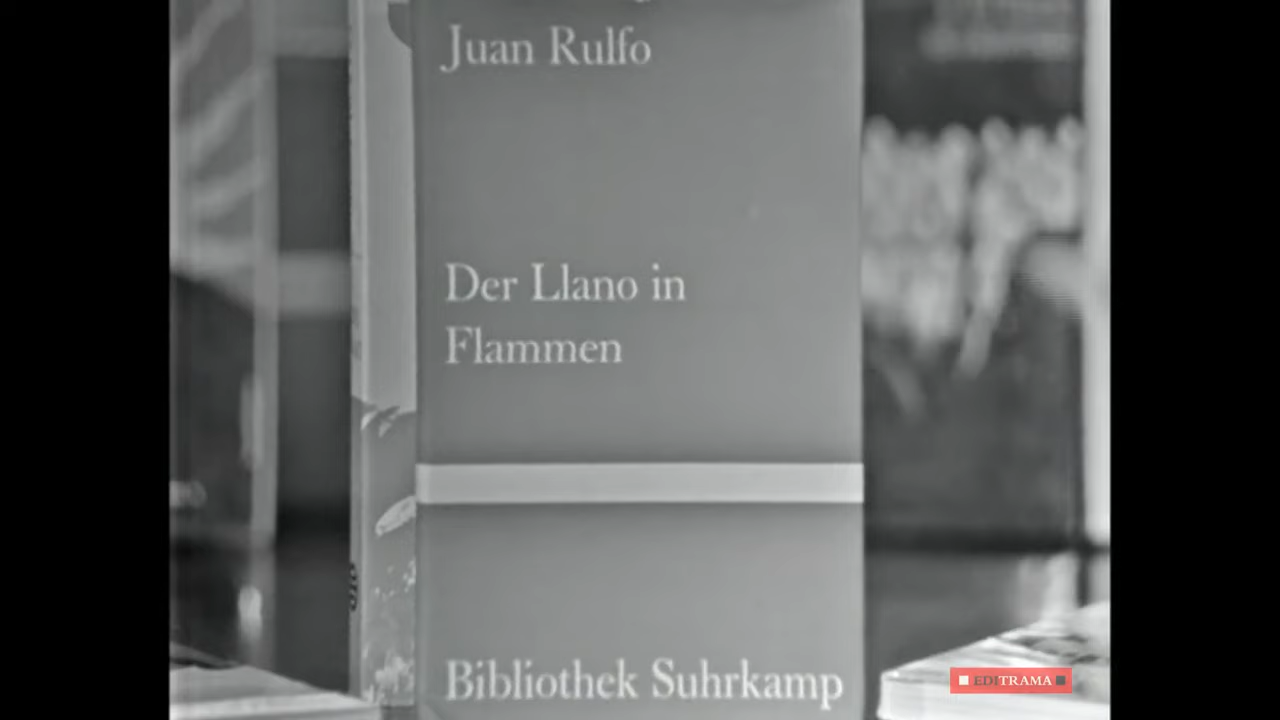 Juan Rulfo
Der Llano in
Flammen
Bibliothek Suhrkamp
EDITRAMA